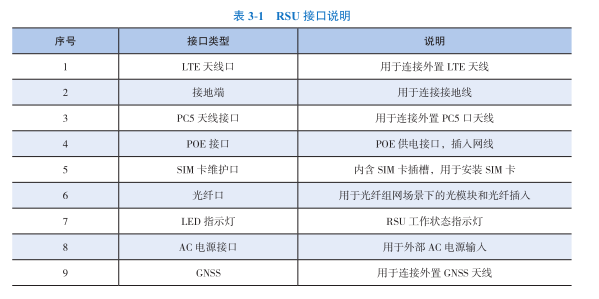 表 3-1 RSU 接口说明
序号 接口类型 说明
1 LTE 天线口 用于连接外置 LTE 天线
2 接地端 用于连接接地线
3 PC5 天线接口 用于连接外置 PC5 口天线
4 POE 接口 POE 供电接口，插入网线
5 SIM 卡维护口 内含 SIM 卡插槽，用于安装 SIM 卡
6 光纤口 用于光纤组网场景下的光模块和光纤插入
7 LED 指示灯 RSU 工作状态指示灯
8 AC 电源接口 用于外部 AC 电源输入
9 GNSS 用于连接外置 GNSS 天线